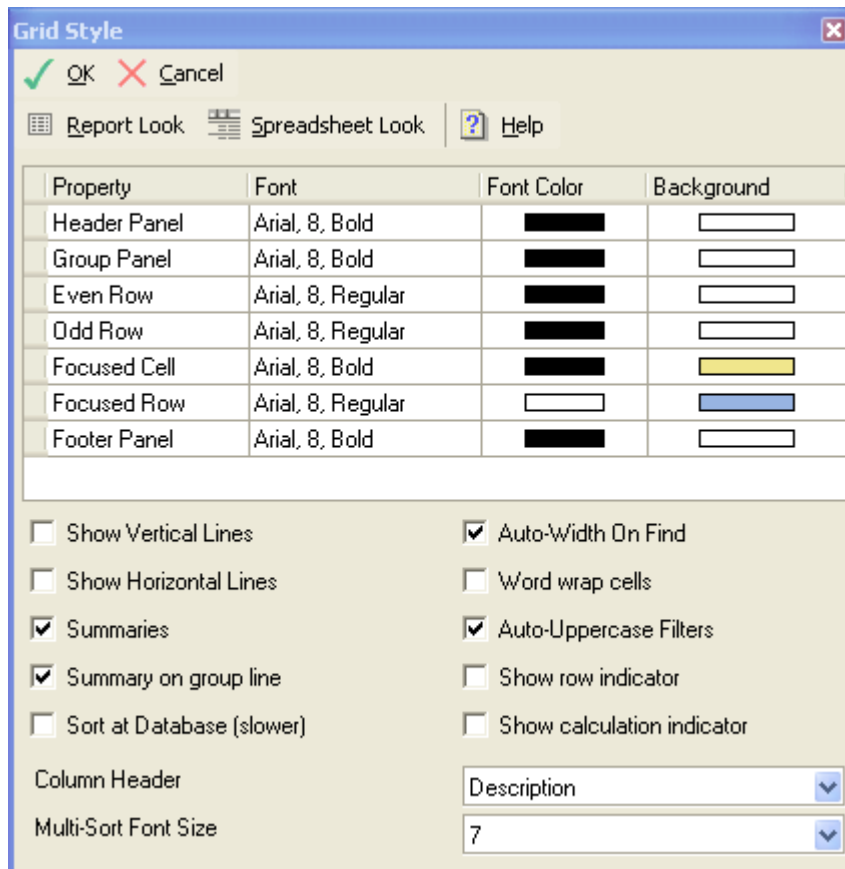 Grid Style
OK Cancel
Report Look Spreadsheet Look Help
Property Font Font Color Background
Header Panel Arial, 8, Bold
Group Panel Arial, 8, Bold
Even Row Arial, 8, Regular
Odd Row Arial, 8, Regular
Focused Cell Arial, 8, Bold
Focused Row Arial, 8, Regular
Footer Panel Arial, 8, Bold
Show Vertical Lines Auto-Width On Find
Show Horizontal Lines Word wrap cells
Summaries Auto-Uppercase Filters
Summary on group line Show row indicator
Sort at Database (slower) Show calculation indicator
Column Header Description
Multi-Sort Font Size 7